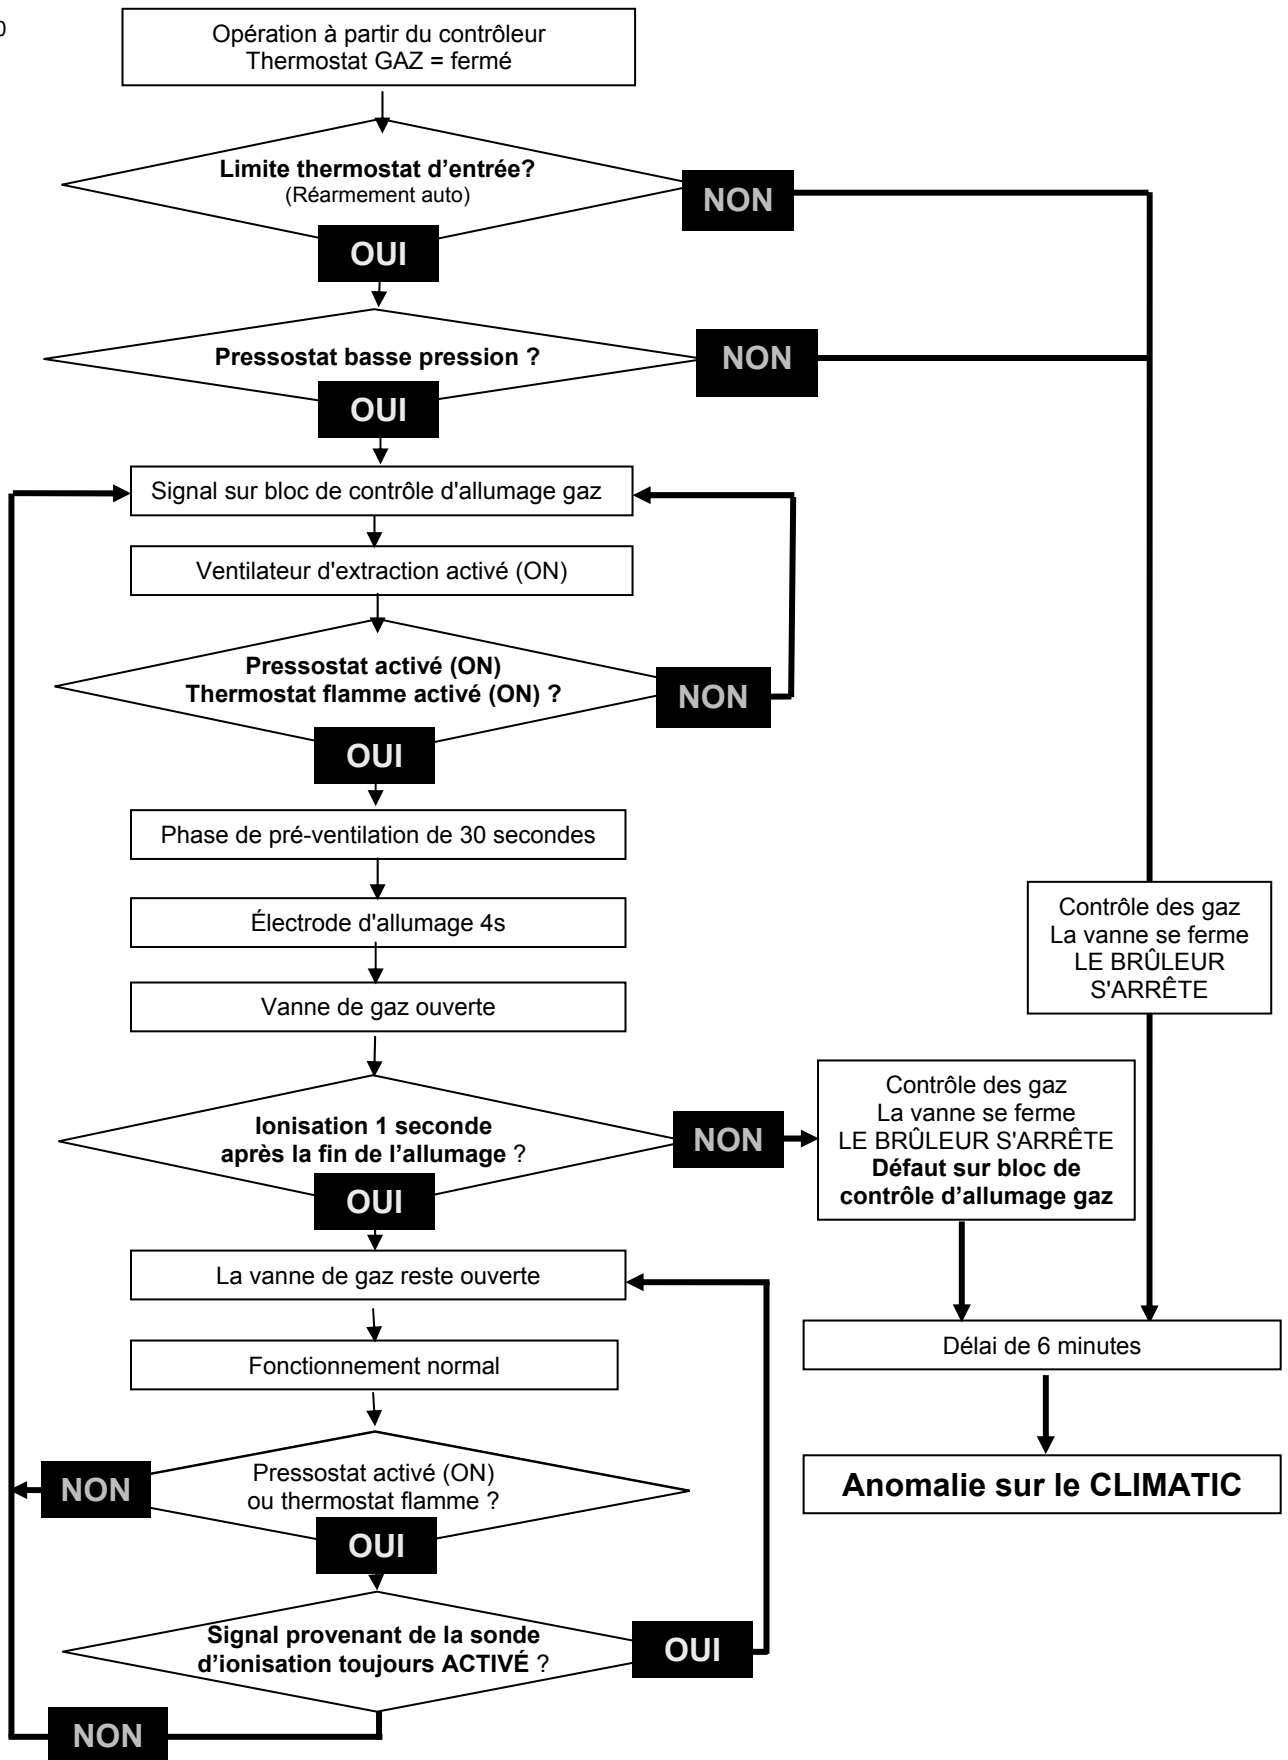 0
Opération à partir du contrôleur
Thermostat GAZ = fermé
Limite thermostat d’entrée?
(Réarmement auto)
NON
OUI
Pressostat basse pression ?
NON
OUI
Signal sur bloc de contrôle d'allumage gaz
Ventilateur d'extraction activé (ON)
Pressostat activé (ON)
Thermostat flamme activé (ON) ?
NON
OUI
Phase de pré-ventilation de 30 secondes
Électrode d'allumage 4s
Vanne de gaz ouverte
Contrôle des gaz
La vanne se ferme
LE BRÛLEUR
S'ARRÊTE
Ionisation 1 seconde
après la fin de l’allumage ?
NON
OUI
Contrôle des gaz
La vanne se ferme
LE BRÛLEUR S'ARRÊTE
Défaut sur bloc de
contrôle d’allumage gaz
La vanne de gaz reste ouverte
Fonctionnement normal
Délai de 6 minutes
Anomalie sur le CLIMATIC
Pressostat activé (ON)
ou thermostat flamme ?
NON
OUI
Signal provenant de la sonde
d’ionisation toujours ACTIVÉ ?
OUI
NON